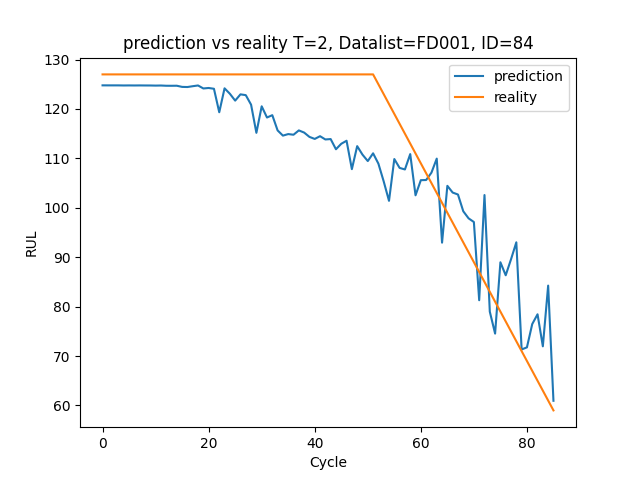 prediction vs reality T=2, Datalist=FD001, ID=84
130
120
110
100
90
80
70
60
RUL
prediction
reality
0
20
40
60
80
Cycle